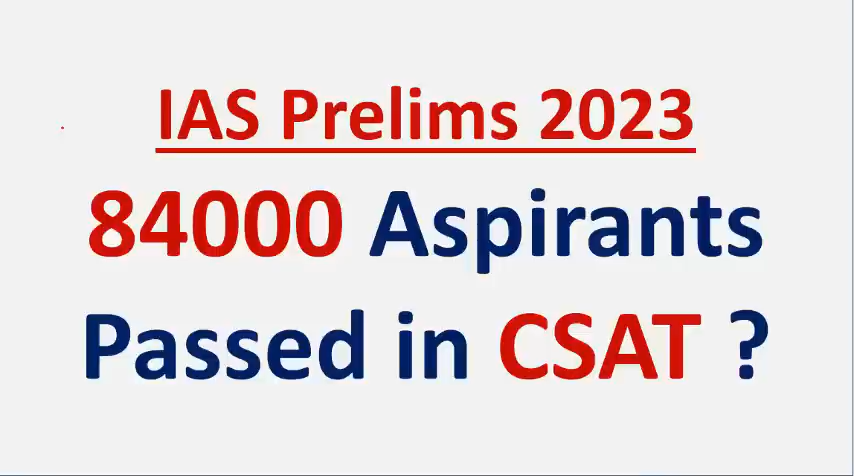 IAS Prelims 2023
84000 Aspirants
Passed in CSAT ?